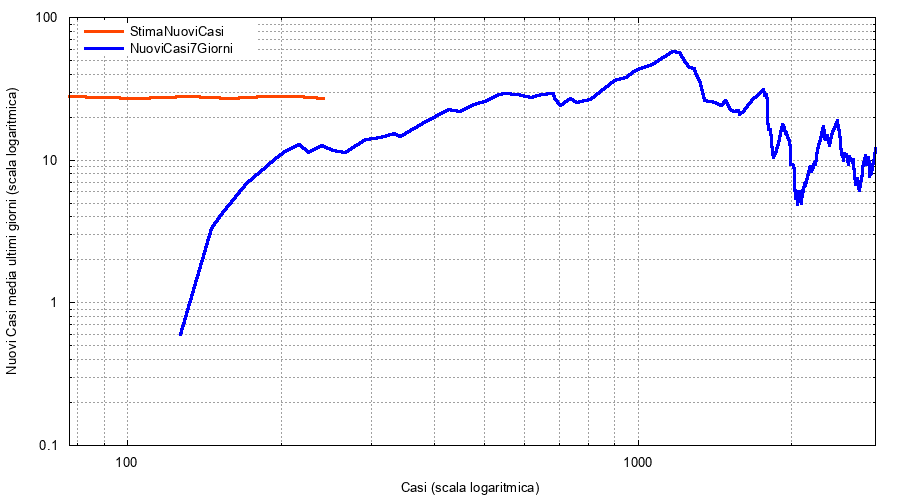 100
StimaNuoviCasi
NuoviCasi7Giorni
10
1
0.1
100
1000
Nuovi Casi media ultimi giorni (scala logaritmica)
Casi (scala logaritmica)